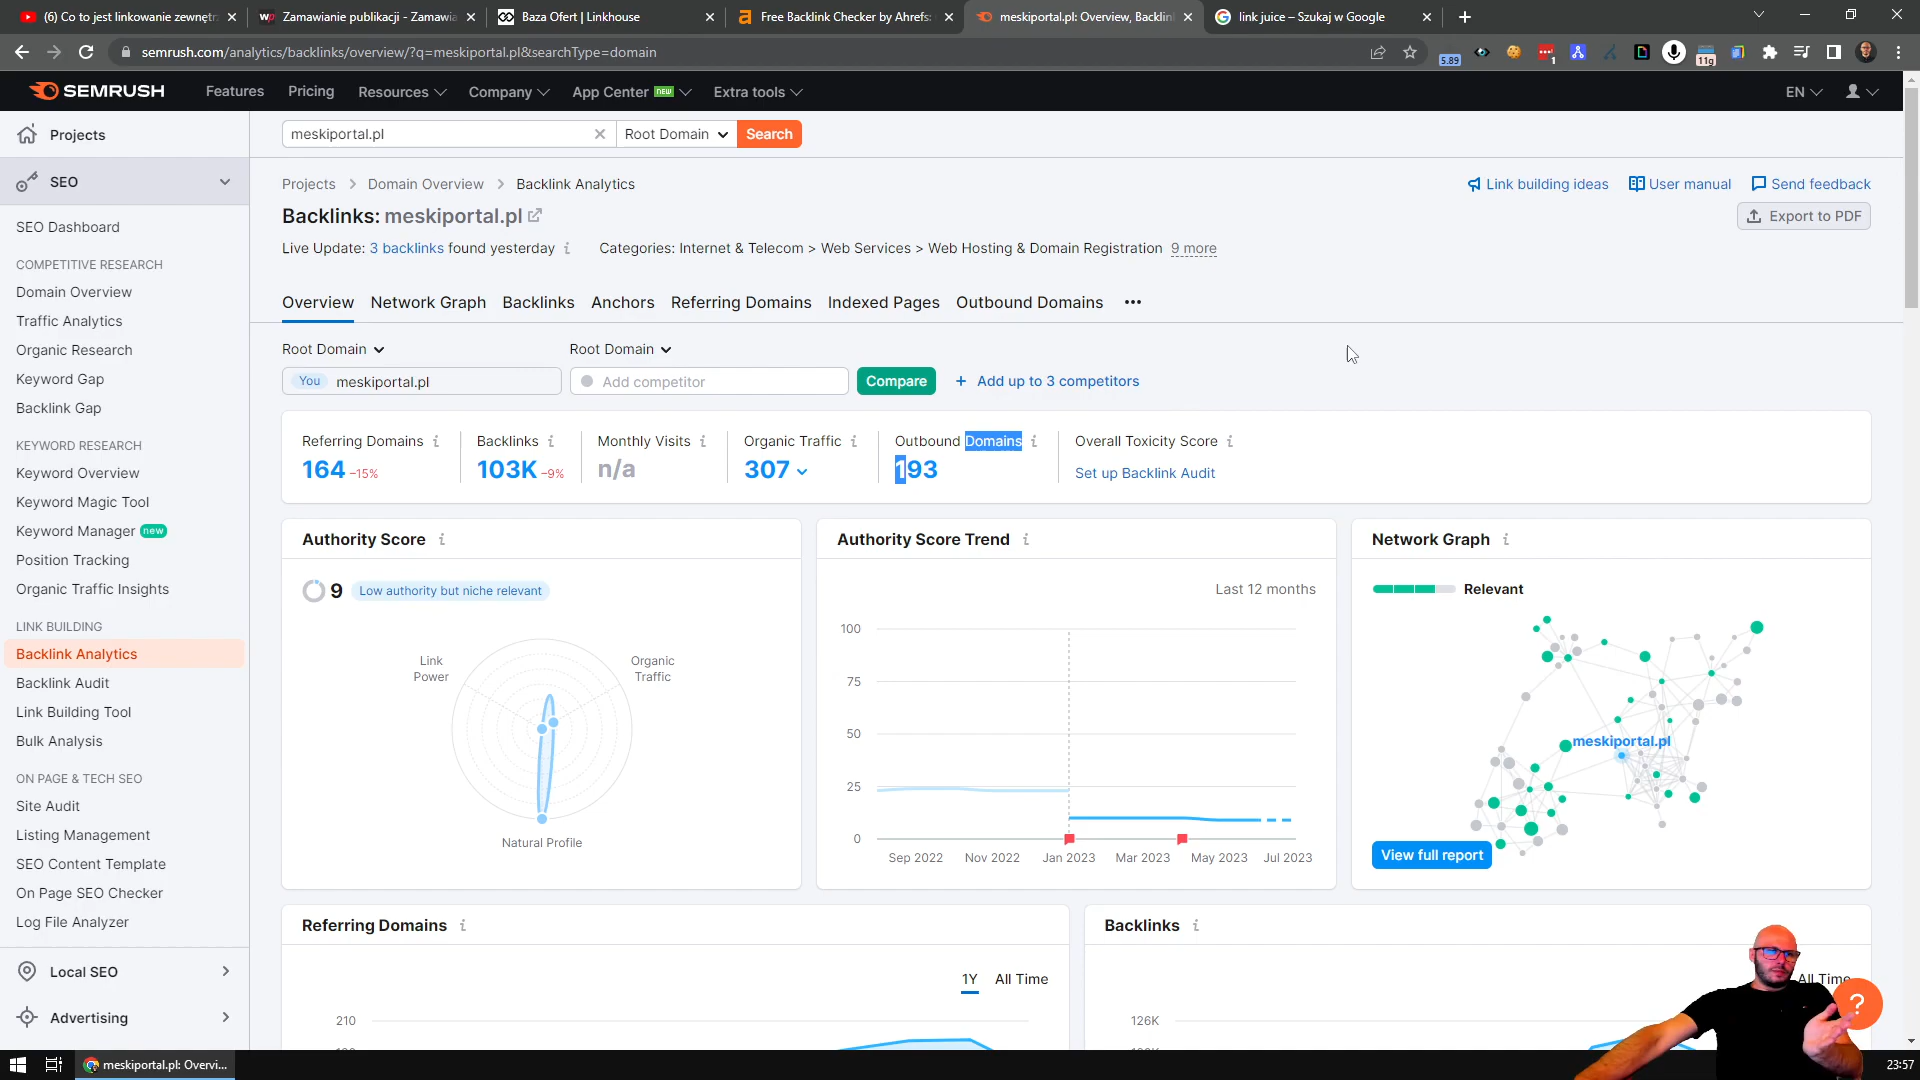 (6) Co to jest linkowanie zewnętrz
Zamawianie publikacji - Zamawia
Baza Ofert | Linkhouse
Free Backlink Checker by Ahrefs:
meskiportal.pl: Overview, Backlin
link juice – Szukaj w Google
semrush.com/analytics/backlinks/overview/?q=meskiportal.pl&searchType=domain
5.89
1
11g
SEMRUSH
Features
Pricing
Resources
Company
App Center NEW
Extra tools
EN
Projects
meskiportal.pl
Root Domain
Search
SEO
Projects > Domain Overview > Backlink Analytics
Link building ideas
User manual
Send feedback
Backlinks: meskiportal.pl
Export to PDF
SEO Dashboard
Live Update: 3 backlinks found yesterday
Categories: Internet & Telecom > Web Services > Web Hosting & Domain Registration 9 more
COMPETITIVE RESEARCH
Domain Overview
Traffic Analytics
Organic Research
Keyword Gap
Backlink Gap
Overview
Network Graph
Backlinks
Anchors
Referring Domains
Indexed Pages
Outbound Domains
Root Domain
Root Domain
You meskiportal.pl
Add competitor
Compare
+ Add up to 3 competitors
KEYWORD RESEARCH
Keyword Overview
Keyword Magic Tool
Keyword Manager new
Position Tracking
Organic Traffic Insights
Referring Domains
164 -15%
Backlinks
103K -9%
Monthly Visits
n/a
Organic Traffic
307
Outbound Domains
193
Overall Toxicity Score
Set up Backlink Audit
LINK BUILDING
Backlink Analytics
Backlink Audit
Link Building Tool
Bulk Analysis
ON PAGE & TECH SEO
Site Audit
Listing Management
SEO Content Template
On Page SEO Checker
Log File Analyzer
Local SEO
Advertising
Authority Score
9 Low authority but niche relevant
Link
Power
Organic
Traffic
Natural Profile
Authority Score Trend
Last 12 months
100
75
50
25
0
Sep 2022
Nov 2022
Jan 2023
Mar 2023
May 2023
Jul 2023
Network Graph
Relevant
meskiportal.pl
View full report
Referring Domains
1Y
All Time
210
Backlinks
All Time
126K
?
meskiportal.pl: Overvi...
23:57